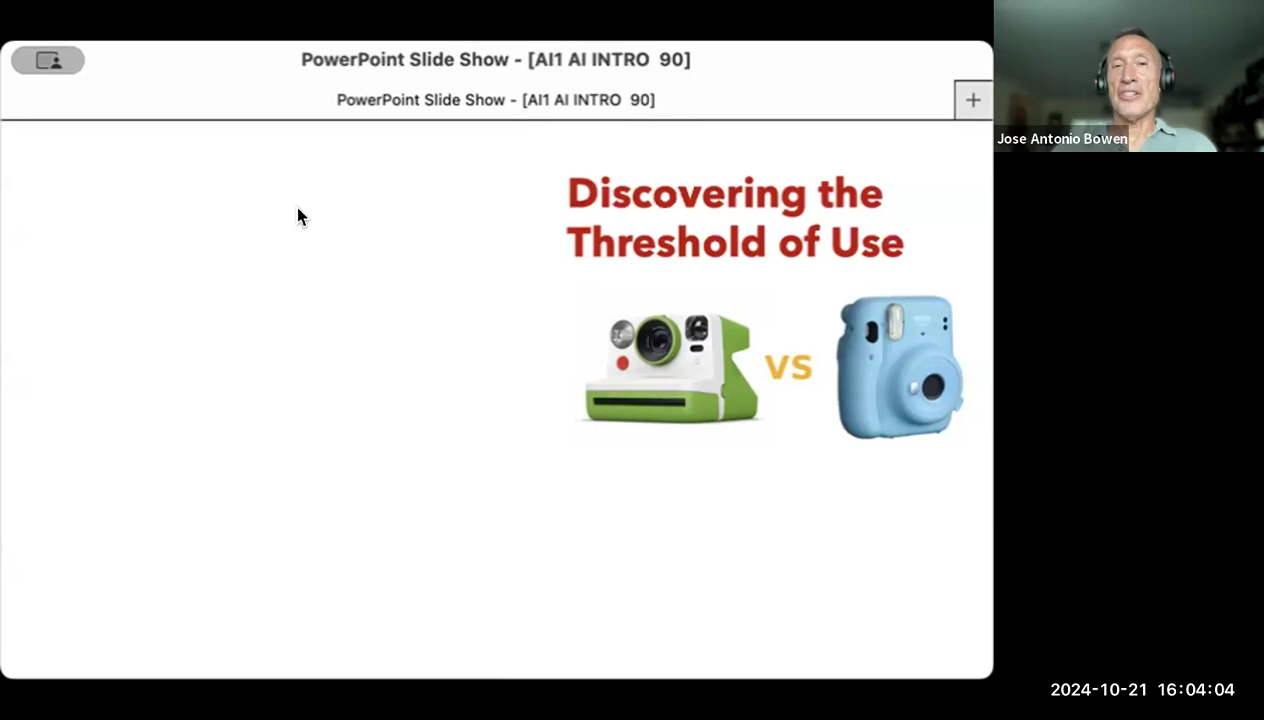 PowerPoint Slide Show - [AI1 AI INTRO 90]
PowerPoint Slide Show - [AI1 AI INTRO 90]
+
Jose Antonio Bowen
Discovering the
Threshold of Use
VS
2024-10-21 16:04:04